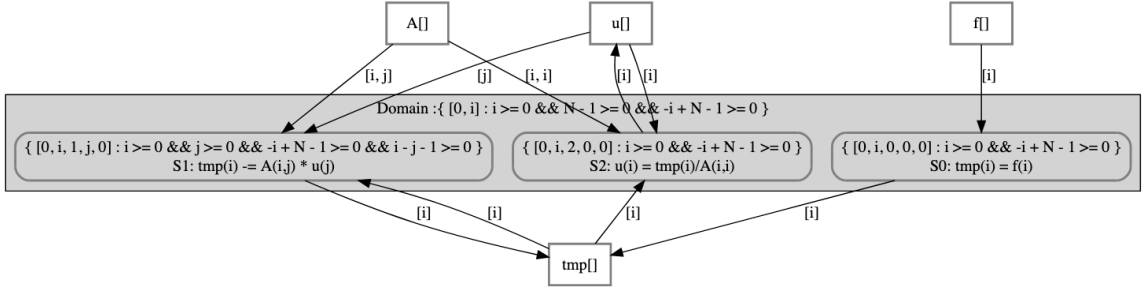 A[]
u[]
f[]
[i, j]
[j]
[i, i]
[i]
[i]
[i]
Domain :{ [0, i] : i >= 0 && N - 1 >= 0 && -i + N - 1 >= 0 }
{ [0, i, 1, j, 0] : i >= 0 && j >= 0 && -i + N - 1 >= 0 && i - j - 1 >= 0 }
S1: tmp(i) -= A(i,j) * u(j)
{ [0, i, 2, 0, 0] : i >= 0 && -i + N - 1 >= 0 }
S2: u(i) = tmp(i)/A(i,i)
{ [0, i, 0, 0, 0] : i >= 0 && -i + N - 1 >= 0 }
S0: tmp(i) = f(i)
[i]
[i]
[i]
[i]
tmp[]